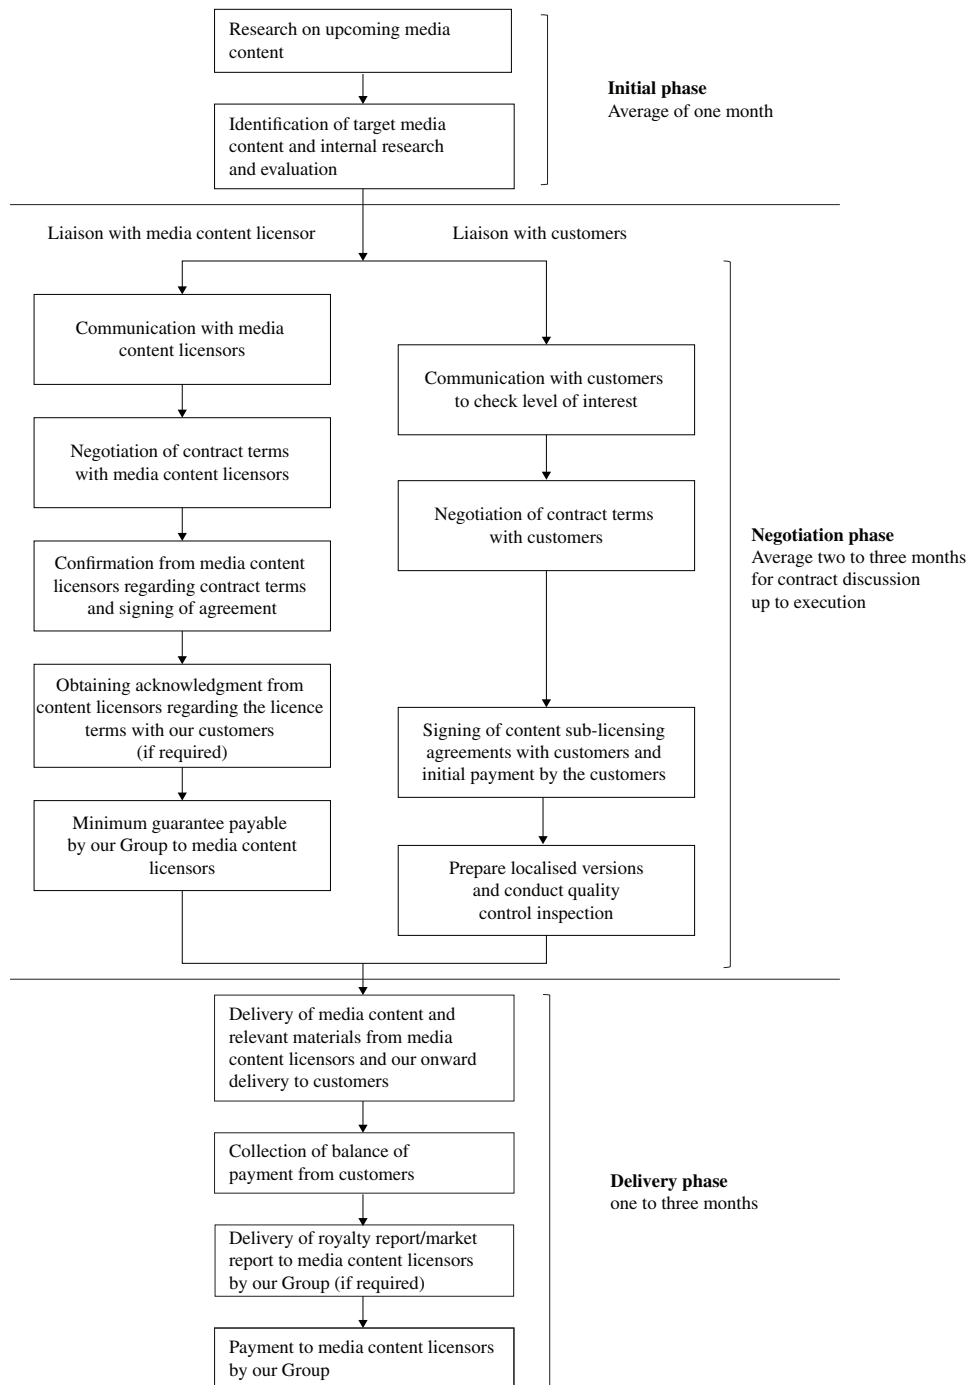 Research on upcoming media
content
Initial phase
Average of one month
Identification of target media
content and internal research
and evaluation
Liaison with media content licensor
Liaison with customers
Communication with media
content licensors
Negotiation of contract terms
with media content licensors
Confirmation from media content
licensors regarding contract terms
and signing of agreement
Obtaining acknowledgment from
content licensors regarding the licence
terms with our customers
(if required)
Minimum guarantee payable
by our Group to media content
licensors
Communication with customers
to check level of interest
Negotiation of contract terms
with customers
Signing of content sub-licensing
agreements with customers and
initial payment by the customers
Prepare localised versions
and conduct quality
control inspection
Negotiation phase
Average two to three months
for contract discussion
up to execution
Delivery of media content and
relevant materials from media
content licensors and our onward
delivery to customers
Collection of balance of
payment from customers
Delivery of royalty report/market
report to media content licensors
by our Group (if required)
Payment to media content licensors
by our Group
Delivery phase
one to three months